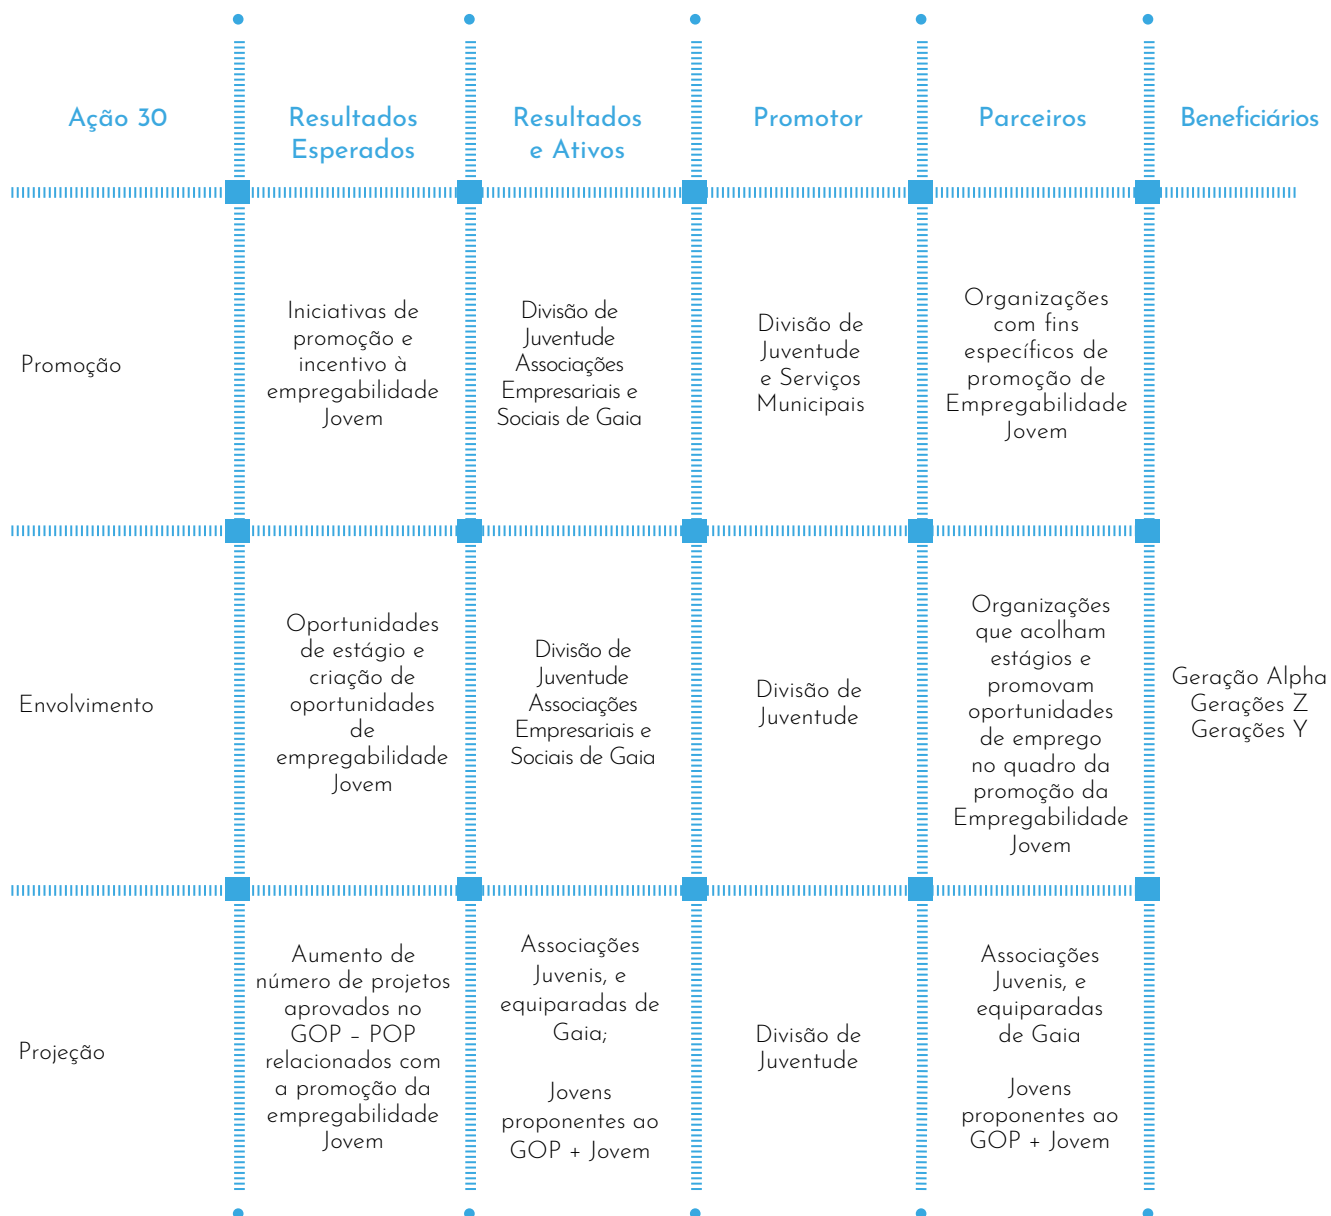 Ação 30
Resultados
Esperados
Resultados
e Ativos
Promotor
Parceiros
Beneficiários
Promoção
Iniciativas de
promoção e
incentivo à
empregabilidade
Jovem
Divisão de
Juventude
Associações
Empresariais e
Sociais de Gaia
Divisão de
Juventude
e Serviços
Municipais
Organizações
com fins
específicos de
promoção de
Empregabilidade
Jovem
Envolvimento
Oportunidades
de estágio e
criação de
oportunidades
de
empregabilidade
Jovem
Divisão de
Juventude
Associações
Empresariais e
Sociais de Gaia
Divisão de
Juventude
Organizações
que acolham
estágios e
promovam
oportunidades
de emprego
no quadro da
promoção da
Empregabilidade
Jovem
Geração Alpha
Gerações Z
Gerações Y
Projeção
Aumento de
número de projetos
aprovados no
GOP – POP
relacionados com
a promoção da
empregabilidade
Jovem
Associações
Juvenis, e
equiparadas de
Gaia;
Jovens
proponentes ao
GOP + Jovem
Divisão de
Juventude
Associações
Juvenis, e
equiparadas
de Gaia
Jovens
proponentes ao
GOP + Jovem